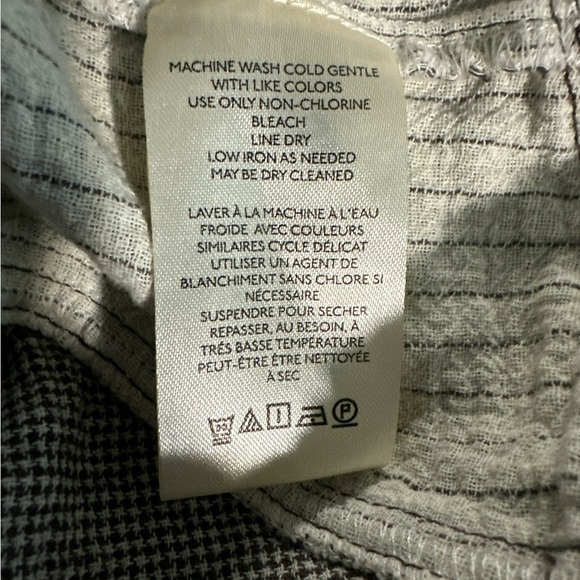 MACHINE WASH COLD GENTLE
WITH LIKE COLORS
USE ONLY NON-CHLORINE
BLEACH
LINE DRY
LOW IRON AS NEEDED
MAY BE DRY CLEANED
LAVER À LA MACHINE À L'EAU
FROIDE AVEC COULEURS
SIMILAIRES CYCLE DÉLICAT
UTILISER UN AGENT DE
BLANCHIMENT SANS CHLORE SI
NÉCESSAIRE
SUSPENDRE POUR SECHER
REPASSER, AU BESOIN, À
TRÉS BASSE TEMPÉRATURE
PEUT-ÊTRE ÊTRE NETTOYÉE
À SEC
P